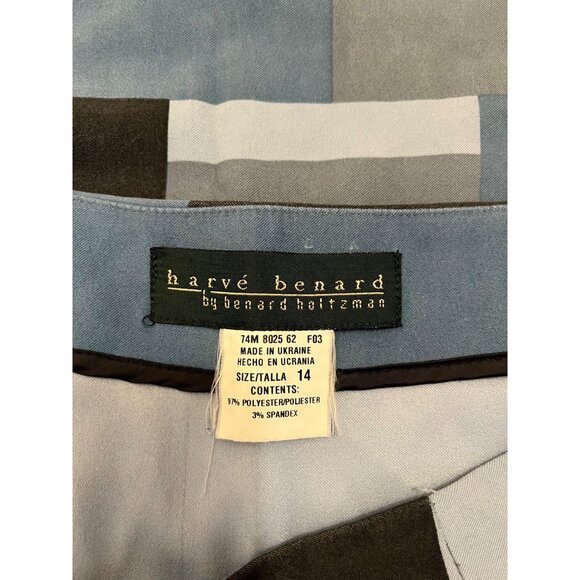 harvé benard
by benard holtzman
74M 8025 62 F03
MADE IN UKRAINE
HECHO EN UCRANIA
SIZE/TALLA 14
CONTENTS:
97% POLYESTER/POLIESTER
3% SPANDEX